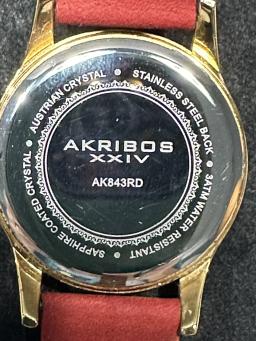 AKRIBOS
XXIV
AK843RD
AUSTRIAN CRYSTAL • STAINLESS STEEL BACK • 3ATM WATER RESISTANT • SAPPHIRE COATED CRYSTAL •